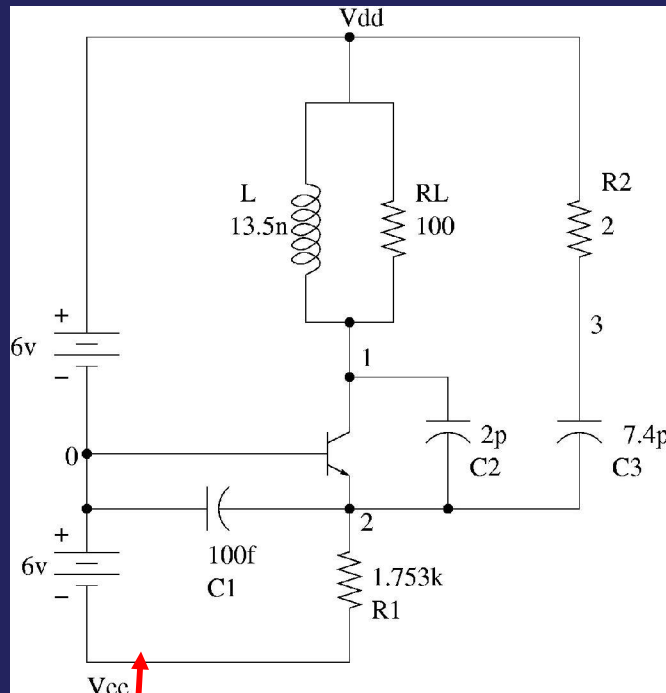 Vdd
L
13.5n
RL
100
R2
2
+
6v
−
1
3
0
2p
C2
7.4p
C3
+
6v
−
100f
C1
2
1.753k
R1
Vcc